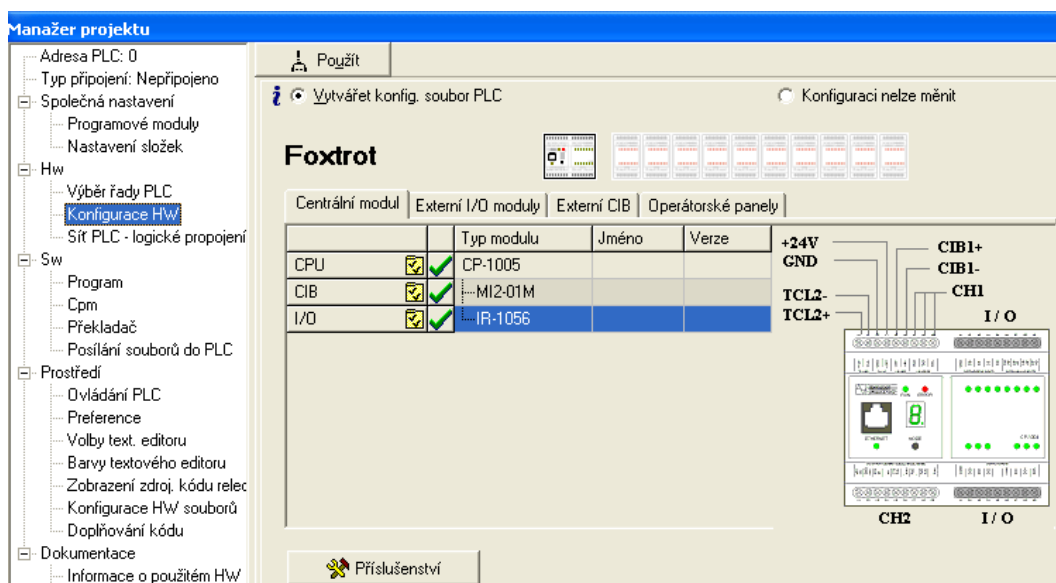 Manažer projektu
Adresa PLC: 0
Typ připojení: Nepřipojeno
Společná nastavení
Programové moduly
Nastavení složek
Hw
Výběr řady PLC
Konfigurace HW
Síť PLC - logické propojení
Sw
Program
Cpm
Překladač
Posílání souborů do PLC
Prostředí
Ovládání PLC
Preference
Volby text. editoru
Barvy textového editoru
Zobrazení zdroj. kódu relec
Konfigurace HW souborů
Doplňování kódu
Dokumentace
Informace o použitém HW
Použít
Vytvářet konfig. soubor PLC
Konfiguraci nelze měnit
Foxtrot
Centrální modul
Externí I/O moduly
Externí CIB
Operátorské panely
Typ modulu
Jméno
Verze
CPU
CP-1005
CIB
MI2-01M
I/O
IR-1056
+24V
GND
TCL2-
TCL2+
CIB1+
CIB1-
CH1
I / O
8.
CH2
I / O
Příslušenství